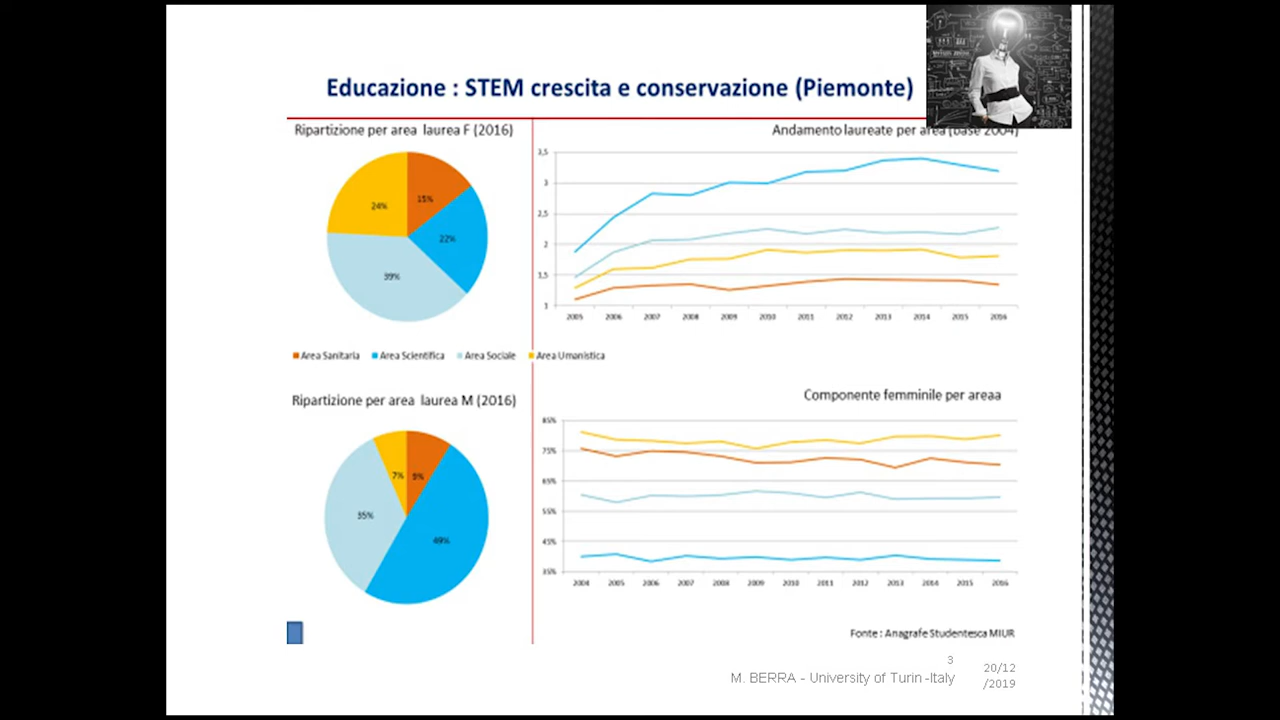 Educazione : STEM crescita e conservazione (Piemonte)
Ripartizione per area laurea F (2016)
15%
22%
39%
24%
Andamento laureate per area (base 2004)
3,5
3
2,5
2
1,5
1
2005 2006 2007 2008 2009 2010 2011 2012 2013 2014 2015 2016
Area Sanitaria Area Scientifica Area Sociale Area Umanistica
Ripartizione per area laurea M (2016)
7%
9%
35%
49%
Componente femminile per areaa
85%
75%
65%
55%
45%
35%
2004 2005 2006 2007 2008 2009 2010 2011 2012 2013 2014 2015 2016
Fonte : Anagrafe Studentesca MIUR
3
M. BERRA - University of Turin -Italy
20/12
/2019